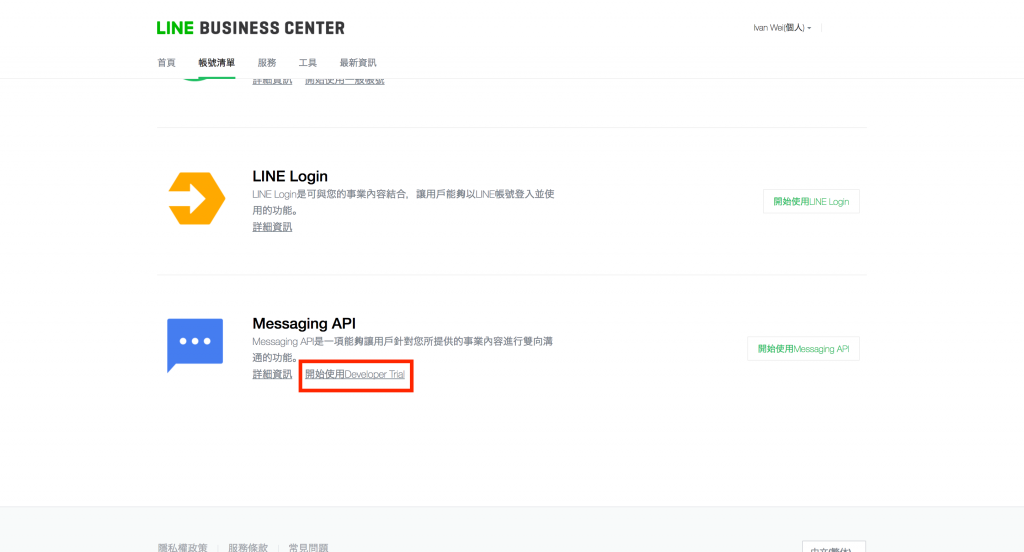 LINE BUSINESS CENTER
Ivan Wei(個人)
首頁 帳號清單 服務 工具 最新資訊
詳細資訊 開始使用一般帳號
LINE Login
LINE Login是可與您的事業內容結合，讓用戶能夠以LINE帳號登入並使
用的功能。
詳細資訊
開始使用LINE Login
Messaging API
Messaging API是一項能夠讓用戶針對您所提供的事業內容進行雙向溝
通的功能。
詳細資訊 開始使用Developer Trial
開始使用Messaging API
隱私權政策 服務條款 常見問題
中文(繁体)